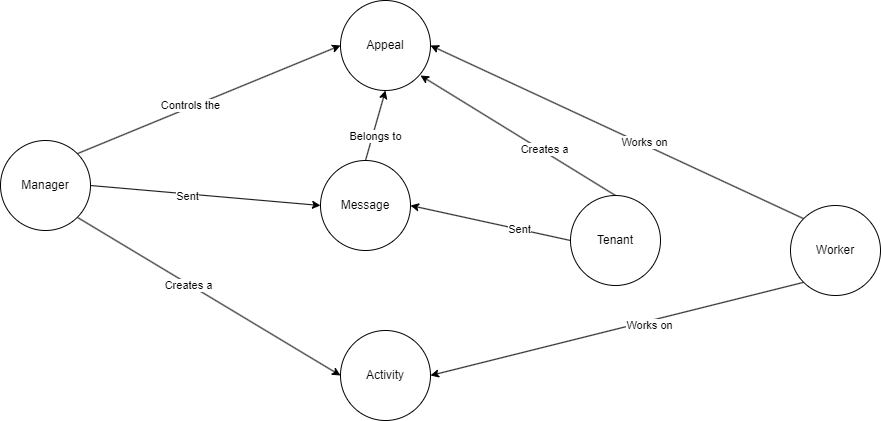 Appeal
Controls the
Belongs to
Creates a
Works on
Manager
Sent
Message
Sent
Tenant
Worker
Creates a
Works on
Activity